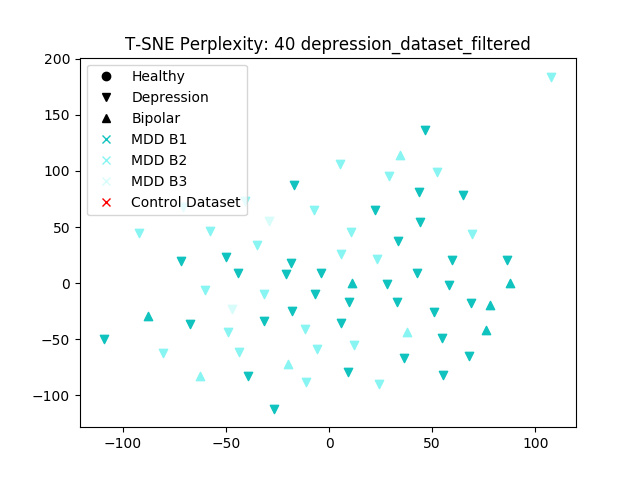 T-SNE Perplexity: 40 depression_dataset_filtered
200
150
100
50
0
−50
−100
Healthy
Depression
Bipolar
MDD B1
MDD B2
MDD B3
Control Dataset
−100 −50 0 50 100